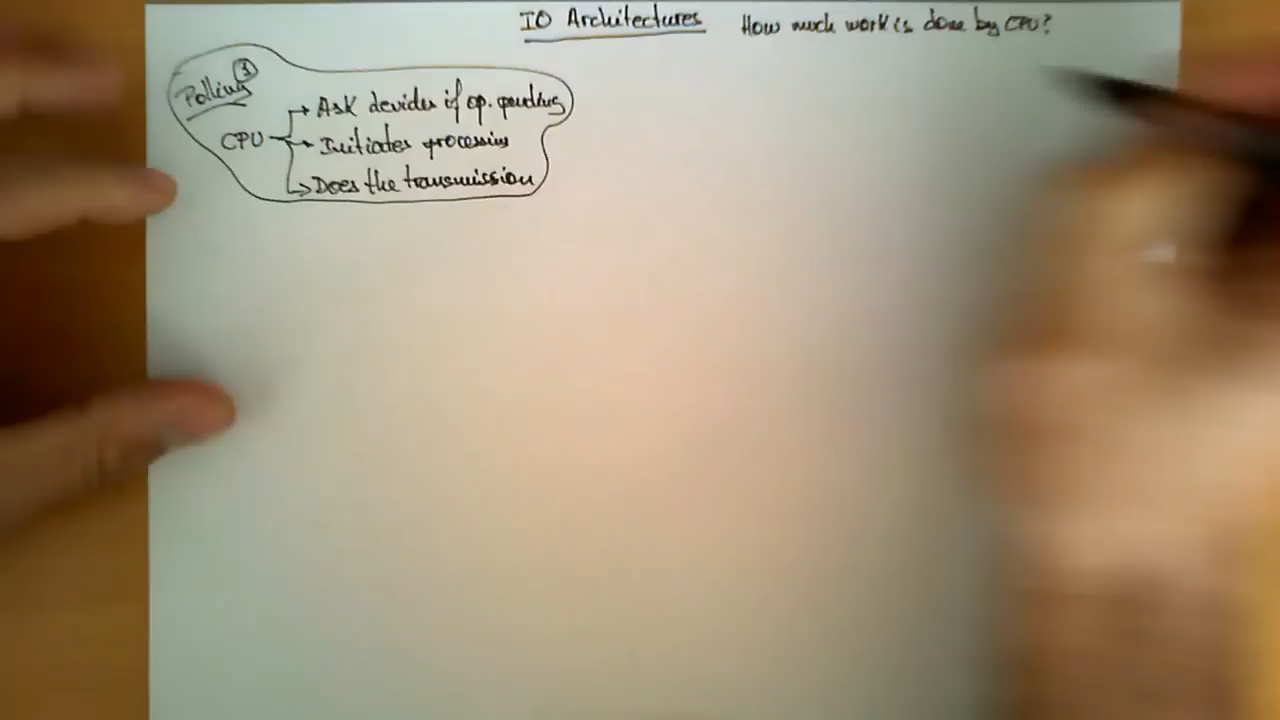 IO Architectures How much work is done by CPU?
Polling 3
Ask devides if op. pending
CPU → Initiates processing
→ Does the transmission